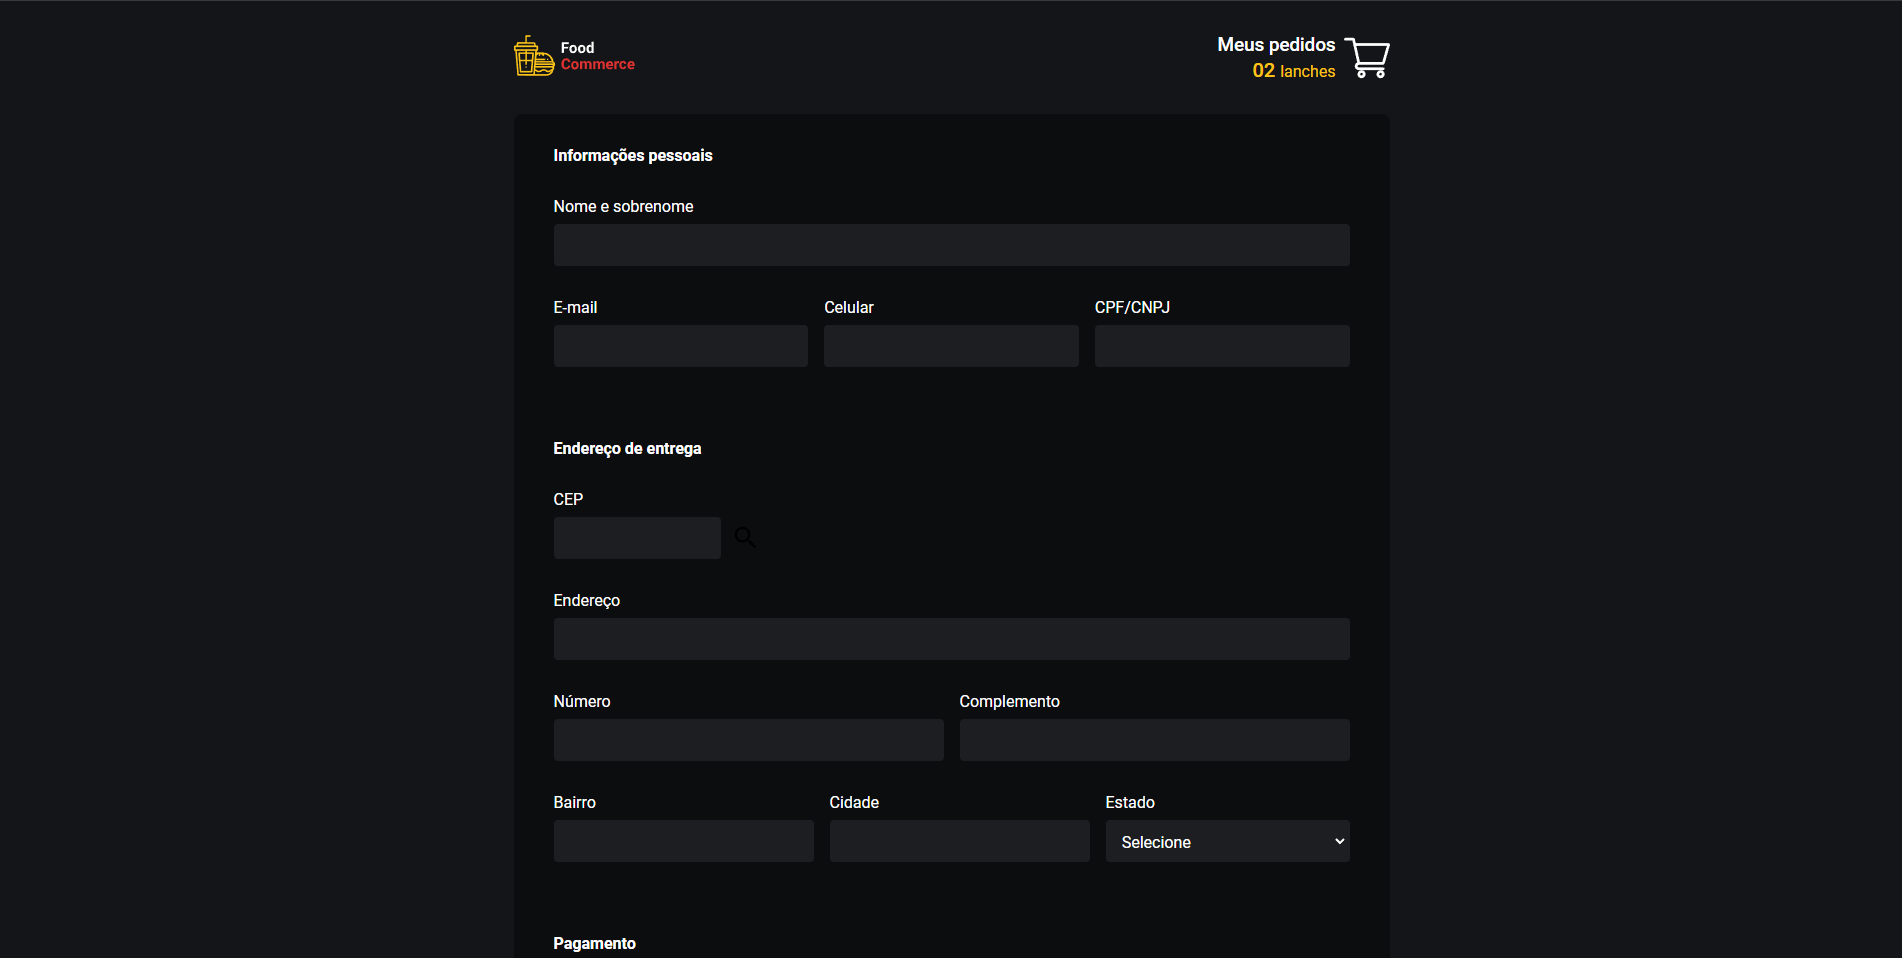 Food
Commerce
Meus pedidos
02 lanches
Informações pessoais
Nome e sobrenome
E-mail
Celular
CPF/CNPJ
Endereço de entrega
CEP
Endereço
Número
Complemento
Bairro
Cidade
Estado
Selecione
Pagamento